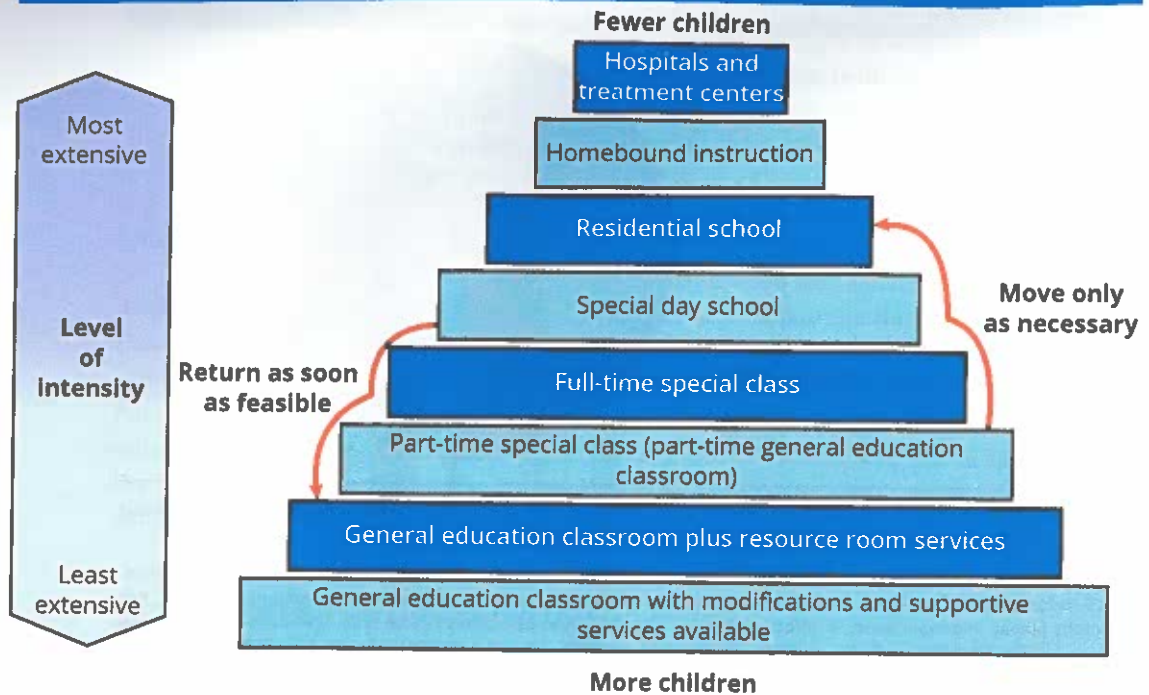 Fewer children
Hospitals and
treatment centers
Most
extensive
Homebound instruction
Residential school
Special day school
Move only
as necessary
Level
of
intensity
Return as soon
as feasible
Full-time special class
Part-time special class (part-time general education
classroom)
General education classroom plus resource room services
Least
extensive
General education classroom with modifications and supportive
services available
More children